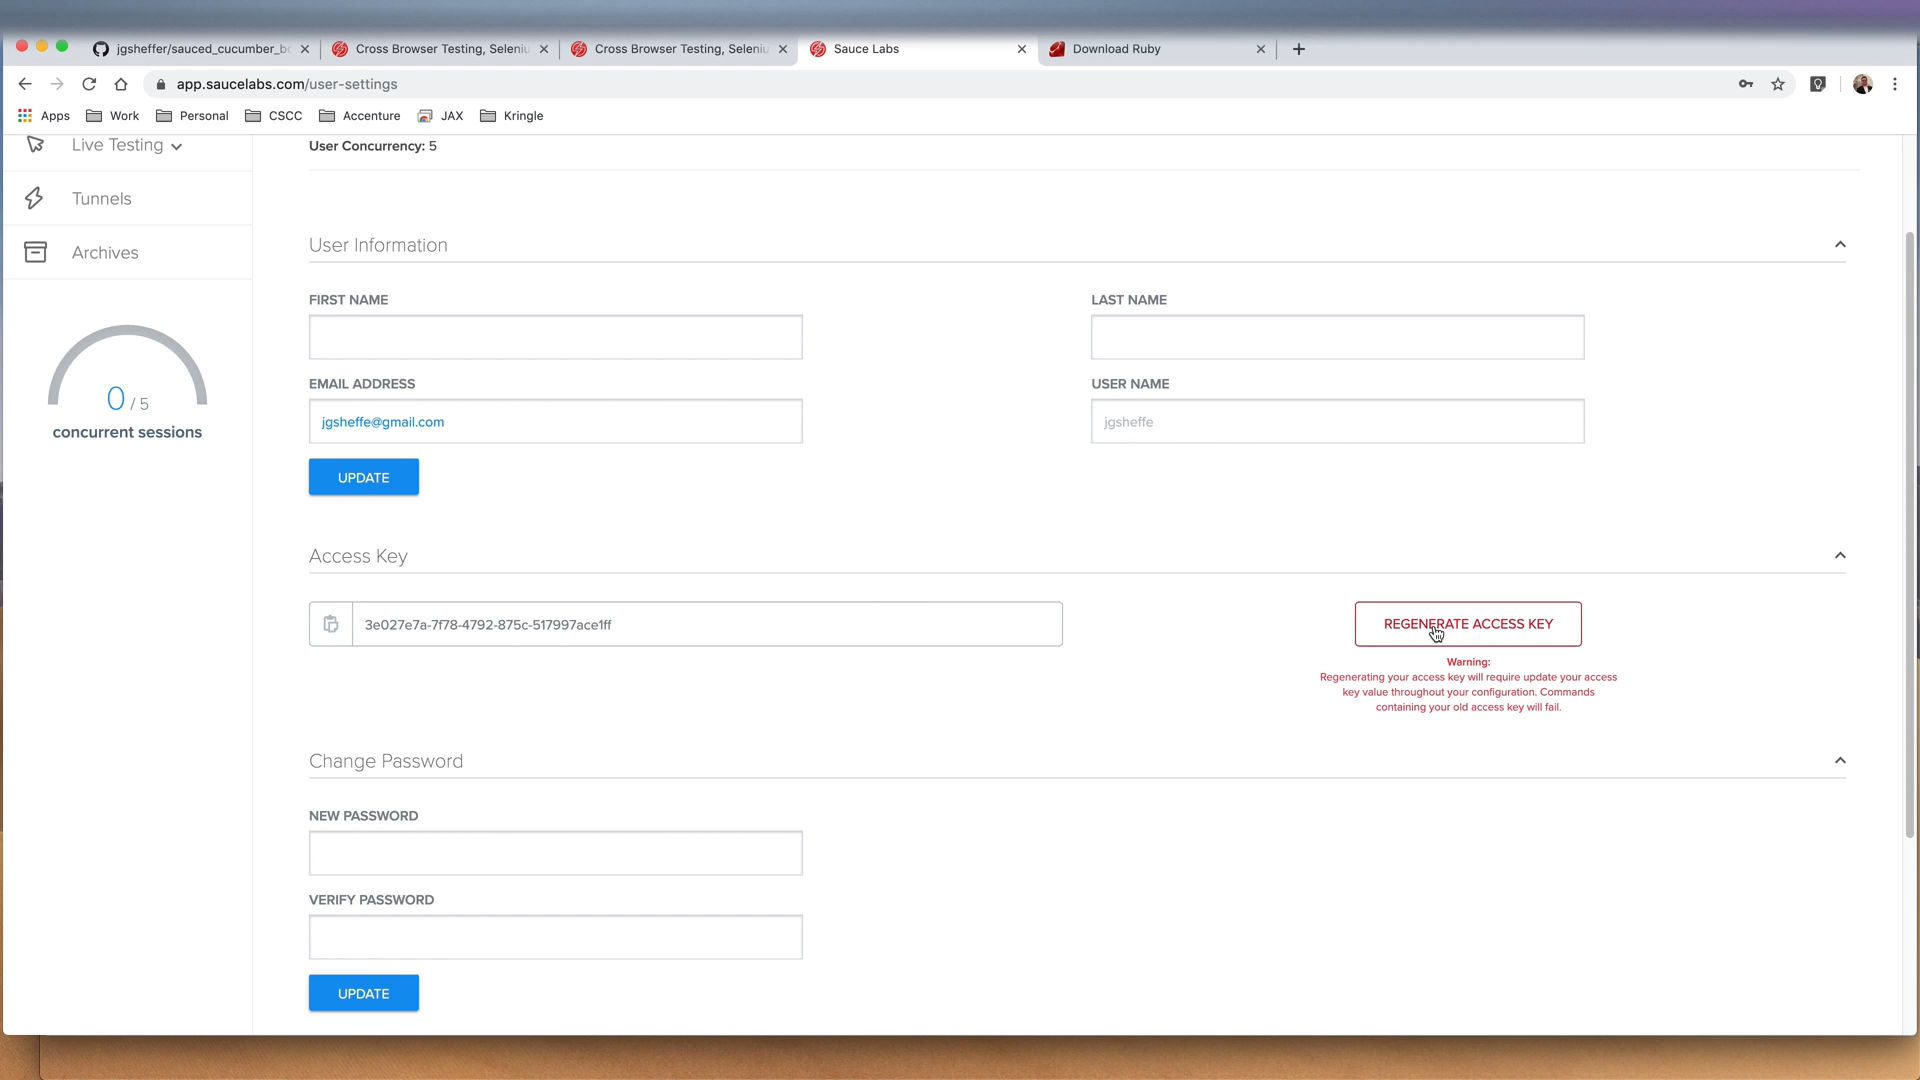 jgsheffer/sauced_cucumber_bo
Cross Browser Testing, Seleniu
Cross Browser Testing, Seleniu
Sauce Labs
Download Ruby
app.saucelabs.com/user-settings
Apps
Work
Personal
CSCC
Accenture
JAX
Kringle
Live Testing
Tunnels
Archives
0 / 5
concurrent sessions
User Concurrency: 5
User Information
FIRST NAME
LAST NAME
EMAIL ADDRESS
USER NAME
jgsheffe@gmail.com
jgsheffe
UPDATE
Access Key
3e027e7a-7f78-4792-875c-517997ace1ff
REGENERATE ACCESS KEY
Warning:
Regenerating your access key will require update your access
key value throughout your configuration. Commands
containing your old access key will fail.
Change Password
NEW PASSWORD
VERIFY PASSWORD
UPDATE